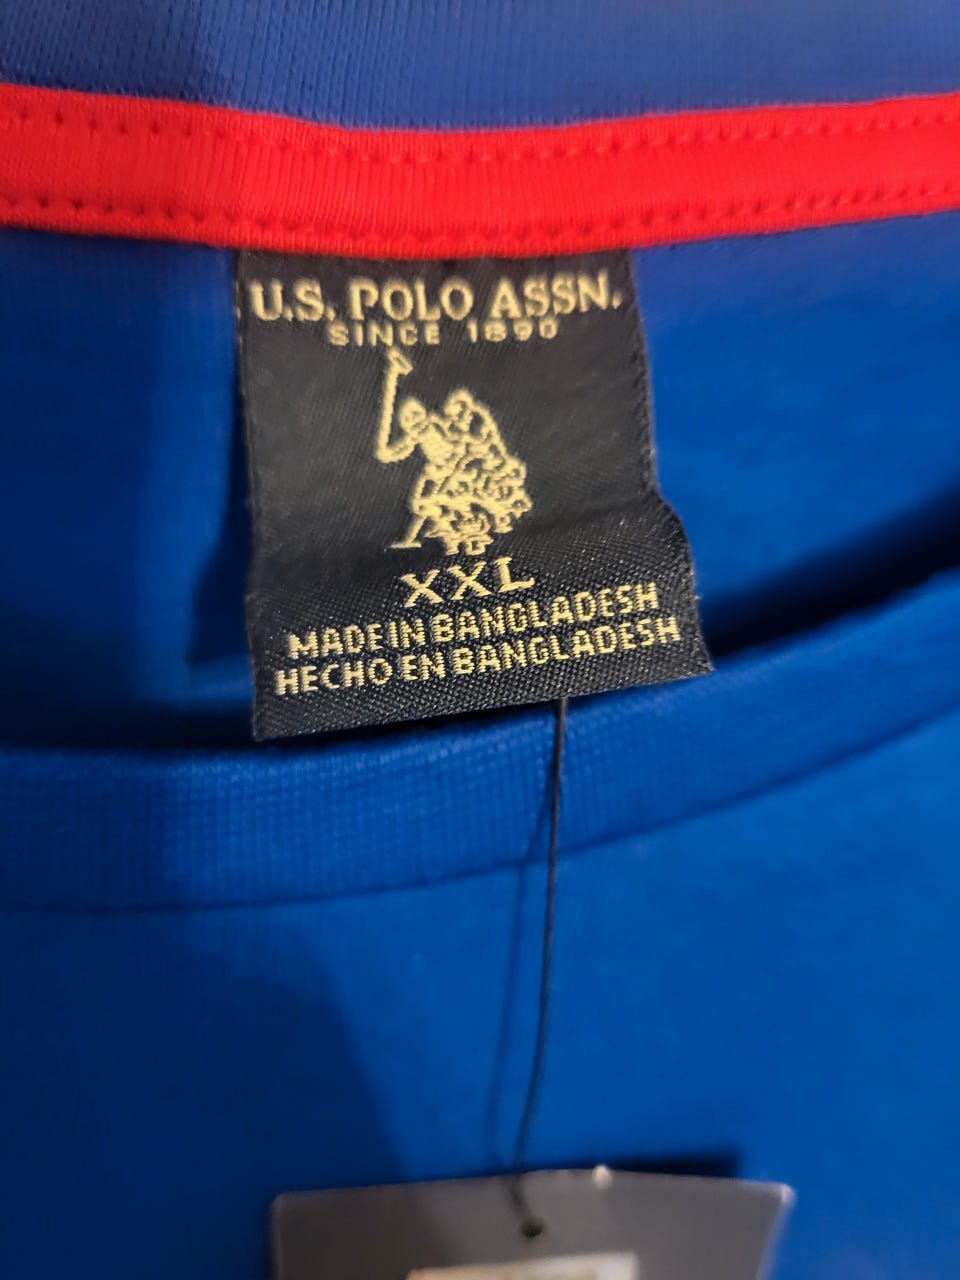 U.S. POLO ASSN.
SINCE 1890
XXL
MADE IN BANGLADESH
HECHO EN BANGLADESH